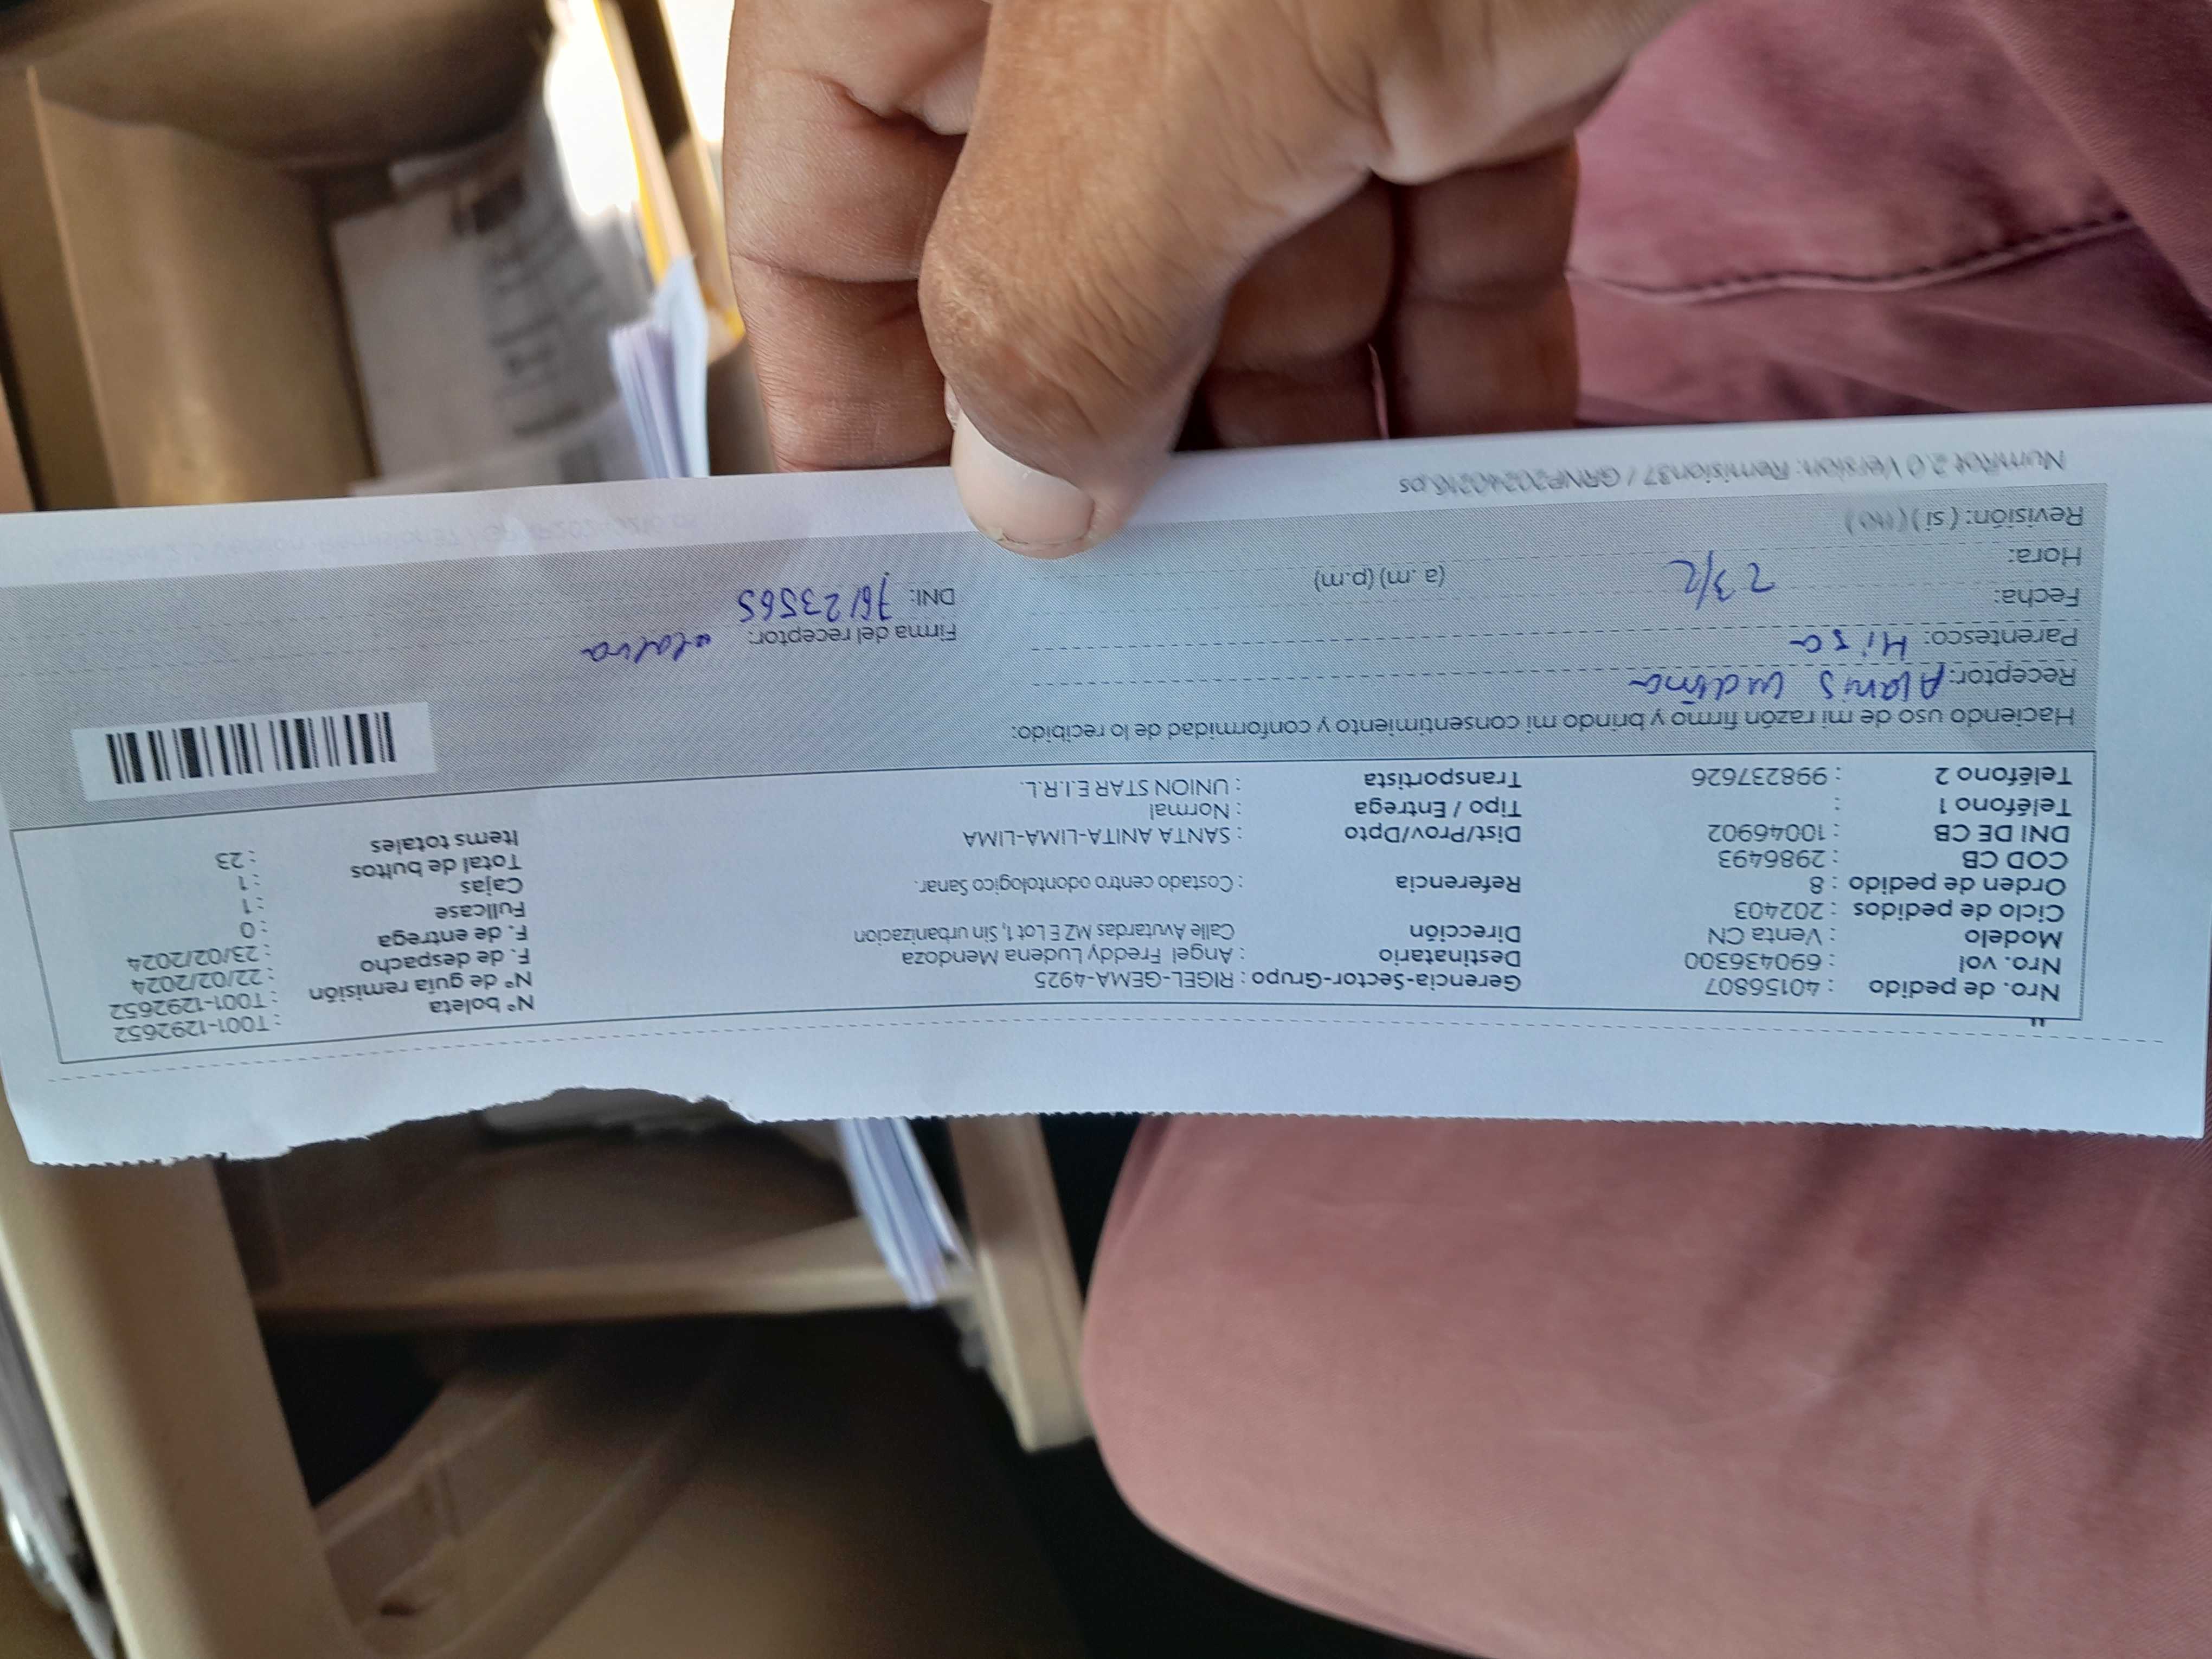 Nro. de pedido : 40156807
Nro. vol : 690436300
Modelo : Venta CN
Ciclo de pedidos : 202403
Orden de pedido : 8
COD CB : 2986493
DNI DE CB : 10046902
Teléfono 1 :
Teléfono 2 : 998237626
Gerencia-Sector-Grupo : RIGEL-GEMA-4925
Destinatario : Angel Freddy Ludena Mendoza
Dirección Calle Avutardas MZ E Lot 1, Sin urbanizacion
Referencia : Costado centro odontologico Sanar.
Dist/Prov/Dpto : SANTA ANITA-LIMA-LIMA
Tipo / Entrega : Normal
Transportista : UNION STAR E.I.R.L.
N° boleta : T001-1292652
N° de guia remisión : T001-1292652
F. de despacho : 22/02/2024
F. de entrega : 23/02/2024
Fullcase : 0
Cajas : 1
Total de bultos : 1
Items totales : 23
Haciendo uso de mi razón firmo y brindo mi consentimiento y conformidad de lo recibido:
Receptor: Alanis Ludeña
Parentesco: Hija
Fecha: 23/2
Hora: (a .m) (p.m)
Revisión: ( si ) (no)
Firma del receptor:
DNI: 76123565
NumRot 2.0 Version: Remision37 / GRNP20240216.ps